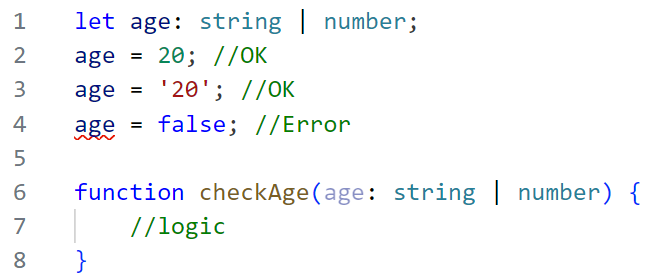 1 let age: string | number;
2 age = 20; //OK
3 age = '20'; //OK
4 age = false; //Error
5
6 function checkAge(age: string | number) {
7 //logic
8 }